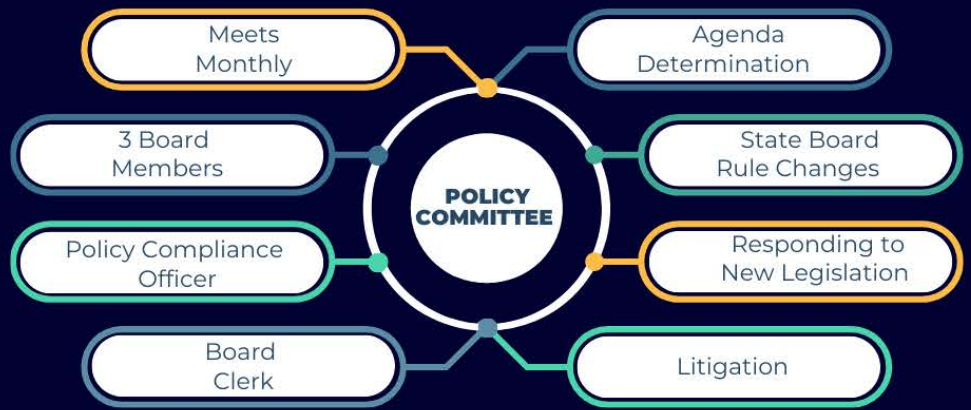 Meets
Monthly
Agenda
Determination
3 Board
Members
State Board
Rule Changes
POLICY
COMMITTEE
Policy Compliance
Officer
Responding to
New Legislation
Board
Clerk
Litigation